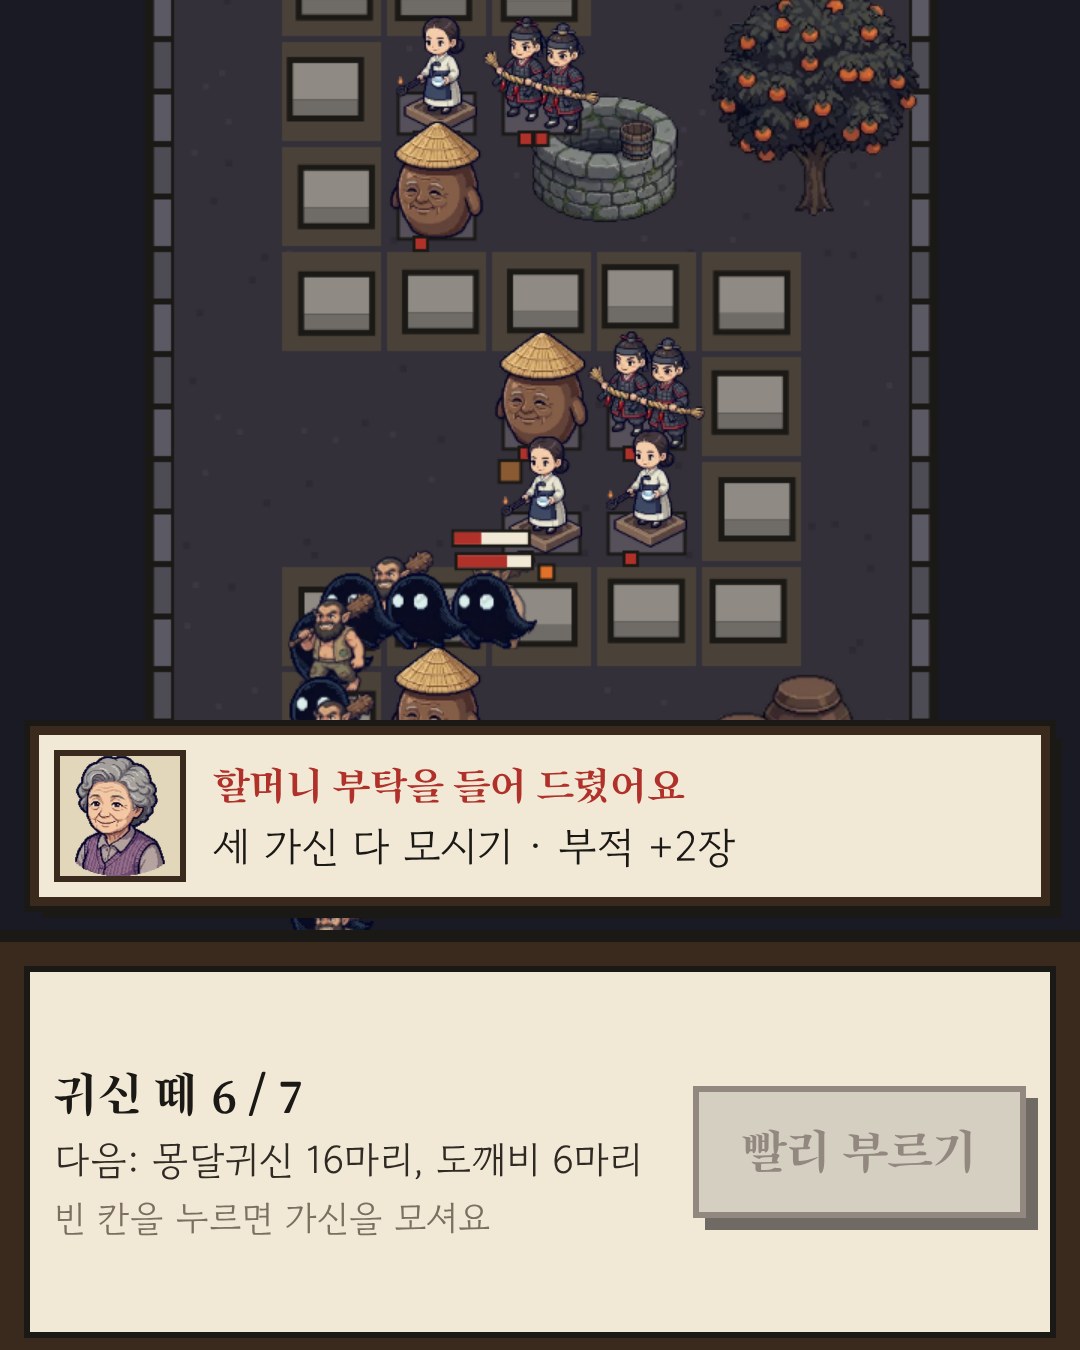 할머니 부탁을 들어 드렸어요
세 가신 다 모시기 · 부적 +2장
귀신 떼 6 / 7
다음: 몽달귀신 16마리, 도깨비 6마리
빈 칸을 누르면 가신을 모셔요
빨리 부르기